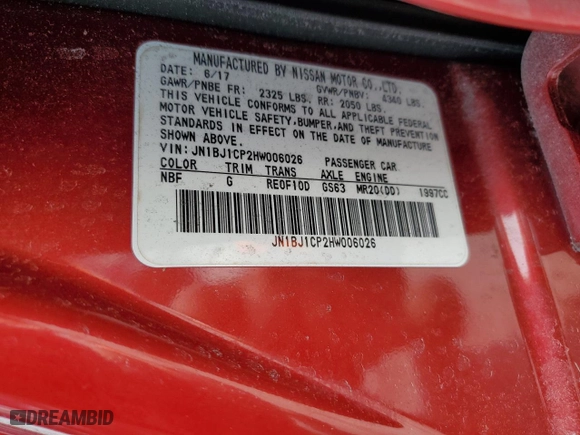 MANUFACTURED BY NISSAN MOTOR CO.,LTD.
DATE: 6/17 GVWR/PNBV: 4340 LBS.
GAWR/PNBE FR: 2325 LBS. RR: 2050 LBS.
THIS VEHICLE CONFORMS TO ALL APPLICABLE FEDERAL
MOTOR VEHICLE SAFETY,BUMPER,AND THEFT PREVENTION
STANDARDS IN EFFECT ON THE DATE OF MANUFACTURE
SHOWN ABOVE.
VIN: JN1BJ1CP2HW006026 PASSENGER CAR
COLOR TRIM TRANS AXLE ENGINE
NBF G RE0F10D GS63 MR20(DD) 1997CC
JN1BJ1CP2HW006026
DREAMBID